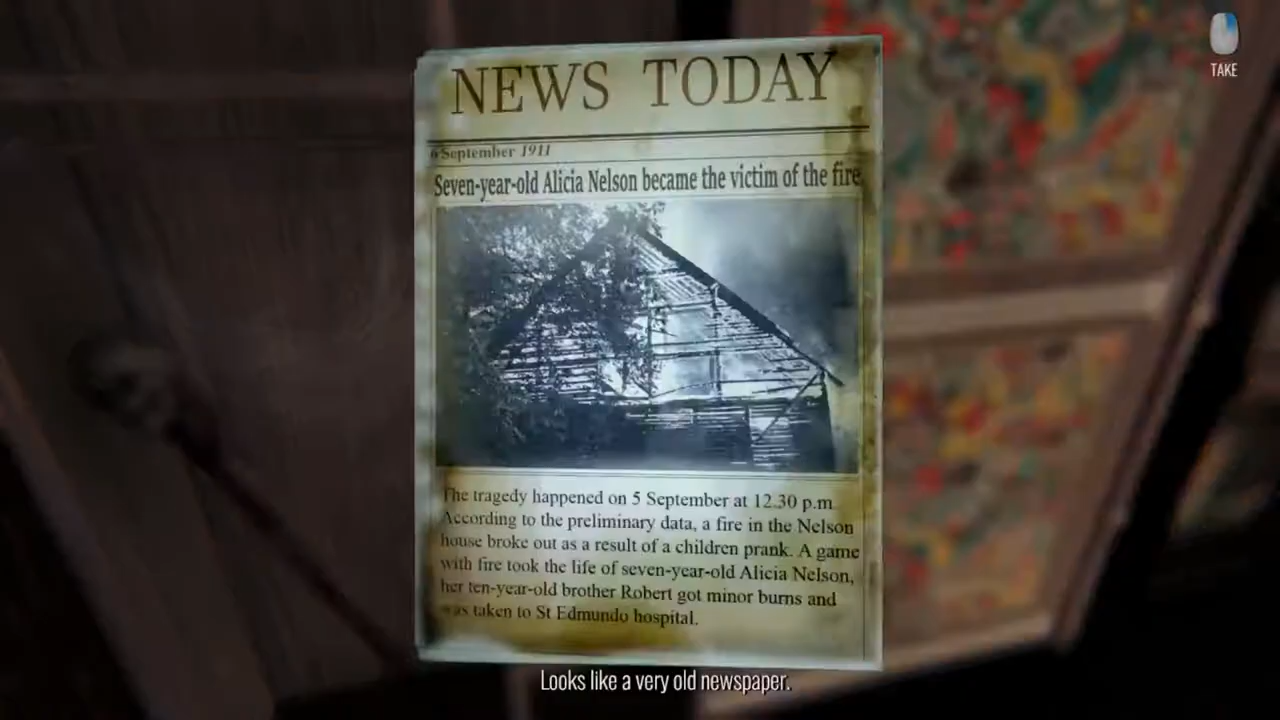 NEWS TODAY
TAKE
6 September 1911
Seven-year-old Alicia Nelson became the victim of the fire
The tragedy happened on 5 September at 12.30 p.m.
According to the preliminary data, a fire in the Nelson
house broke out as a result of a children prank. A game
with fire took the life of seven-year-old Alicia Nelson,
her ten-year-old brother Robert got minor burns and
was taken to St Edmundo hospital.
Looks like a very old newspaper.